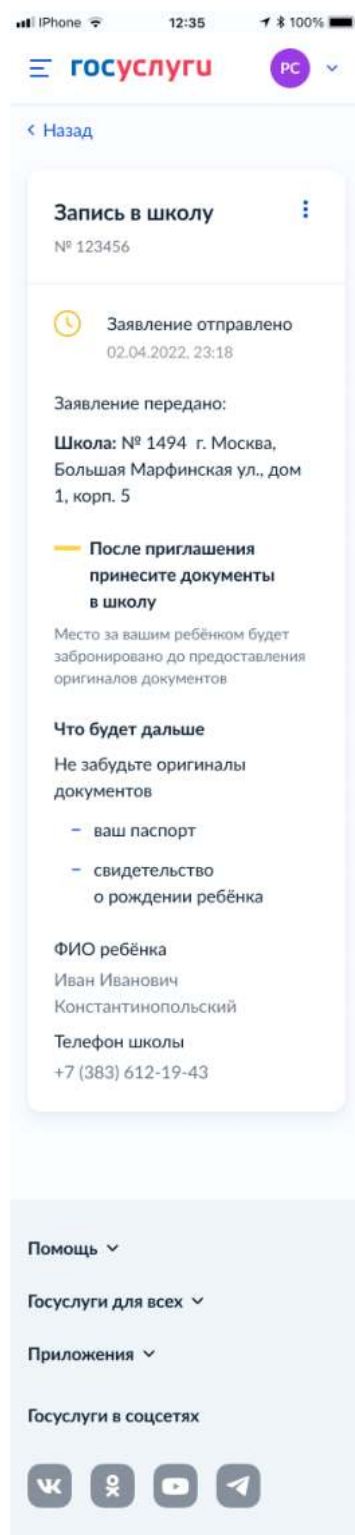 IPhone 12:35 100%
госуслуги РС
Назад
Запись в школу
№ 123456
Заявление отправлено
02.04.2022, 23:18
Заявление передано:
Школа: № 1494 г. Москва,
Большая Марфинская ул., дом
1, корп. 5
После приглашения
принесите документы
в школу
Место за вашим ребёнком будет
забронировано до предоставления
оригиналов документов
Что будет дальше
Не забудьте оригиналы
документов
– ваш паспорт
– свидетельство
о рождении ребёнка
ФИО ребёнка
Иван Иванович
Константинопольский
Телефон школы
+7 (383) 612-19-43
Помощь
Госуслуги для всех
Приложения
Госуслуги в соцсетях